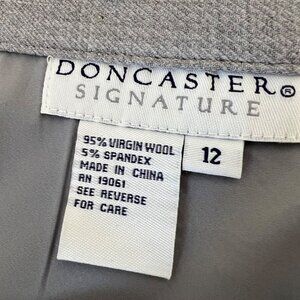 DONCASTER®
SIGNATURE
95% VIRGIN WOOL
5% SPANDEX
MADE IN CHINA
RN 19061
SEE REVERSE
FOR CARE
12